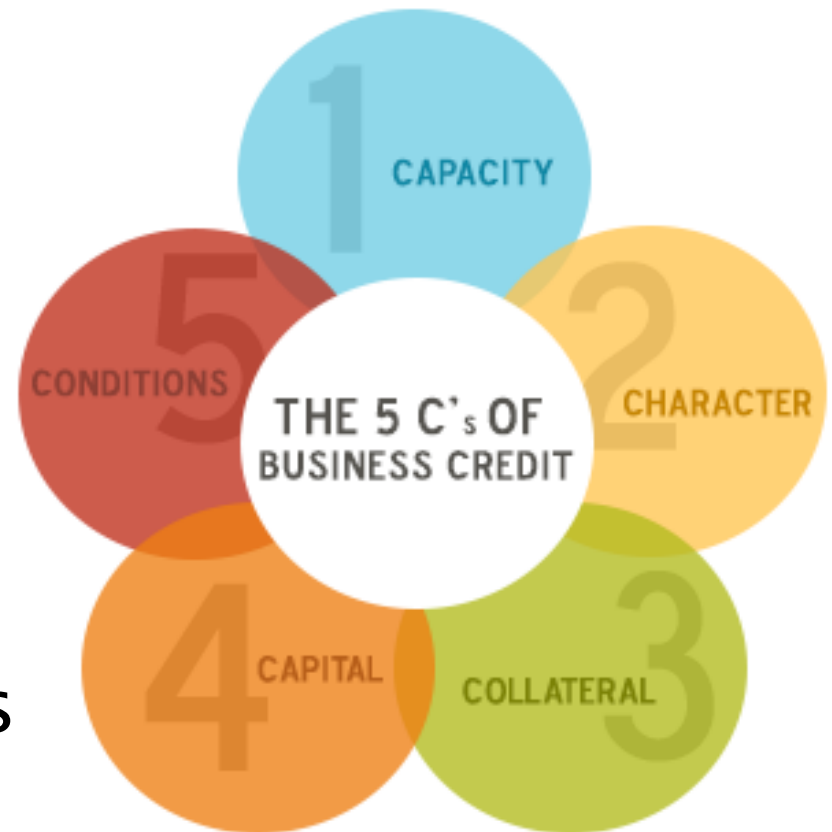 1
CAPACITY
2
CHARACTER
3
COLLATERAL
4
CAPITAL
5
CONDITIONS
THE 5 C's OF
BUSINESS CREDIT
s